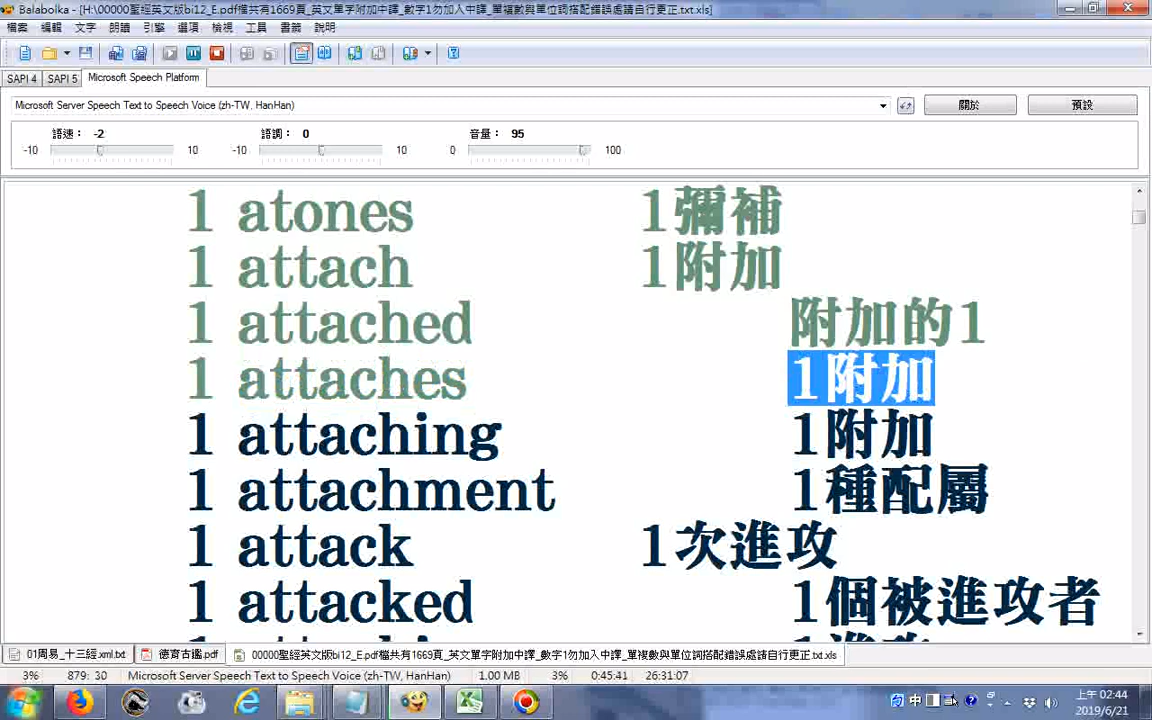 Balabolka - [H:\00000聖經英文版bi12_E.pdf檔共有1669頁_英文單字附加中譯_數字1勿加入中譯_單複數與單位詞搭配錯誤處請自行更正.txt.xls]
檔案 編輯 文字 朗讀 引擎 選項 檢視 工具 書籤 說明
SAPI 4 SAPI 5 Microsoft Speech Platform
Microsoft Server Speech Text to Speech Voice (zh-TW, HanHan) 關於 預設
語速： -2 語調： 0 音量： 95
-10 10 -10 10 0 100
1 atones 1彌補
1 attach 1附加
1 attached 附加的1
1 attaches 1附加
1 attaching 1附加
1 attachment 1種配屬
1 attack 1次進攻
1 attacked 1個被進攻者
01周易_十三經.xml.txt 德育古鑑.pdf 00000聖經英文版bi12_E.pdf檔共有1669頁_英文單字附加中譯_數字1勿加入中譯_單複數與單位詞搭配錯誤處請自行更正.txt.xls
3% 879: 30 Microsoft Server Speech Text to Speech Voice (zh-TW, HanHan) 1.00 MB 3% 0:45:41 26:31:07
中 上午 02:44
2019/6/21